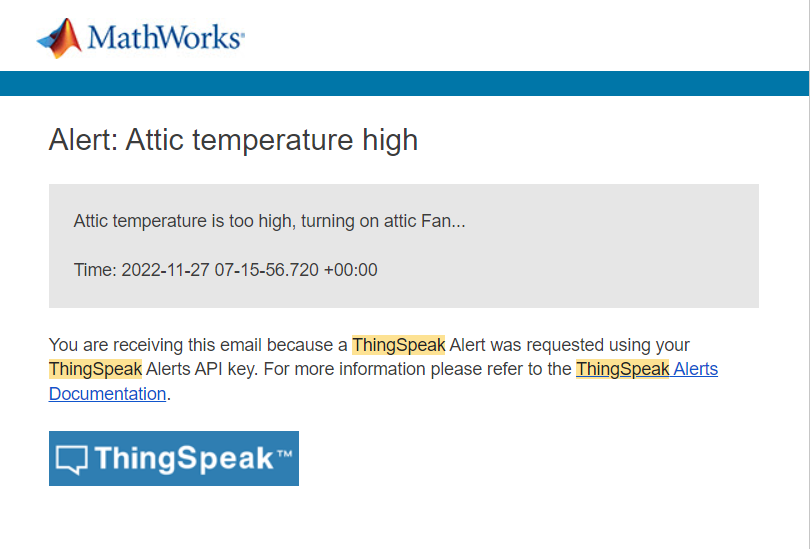 MathWorks®
Alert: Attic temperature high
Attic temperature is too high, turning on attic Fan...
Time: 2022-11-27 07-15-56.720 +00:00
You are receiving this email because a ThingSpeak Alert was requested using your
ThingSpeak Alerts API key. For more information please refer to the ThingSpeak Alerts
Documentation.
ThingSpeak™